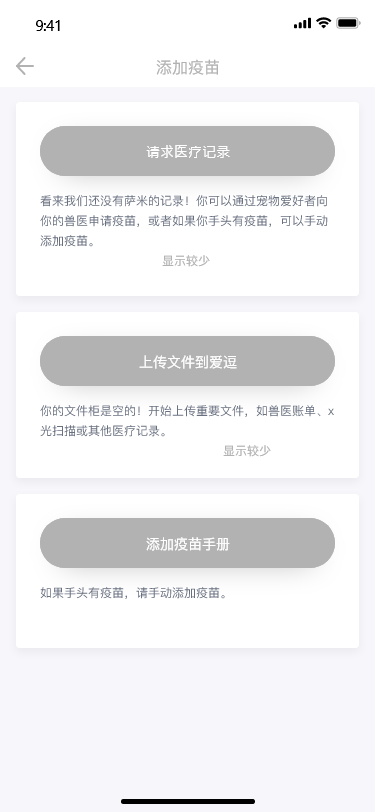 9:41
添加疫苗
请求医疗记录
看来我们还没有萨米的记录！你可以通过宠物爱好者向
你的兽医申请疫苗，或者如果你手头有疫苗，可以手动
添加疫苗。
显示较少
上传文件到爱逗
你的文件柜是空的！开始上传重要文件，如兽医账单、x
光扫描或其他医疗记录。
显示较少
添加疫苗手册
如果手头有疫苗，请手动添加疫苗。